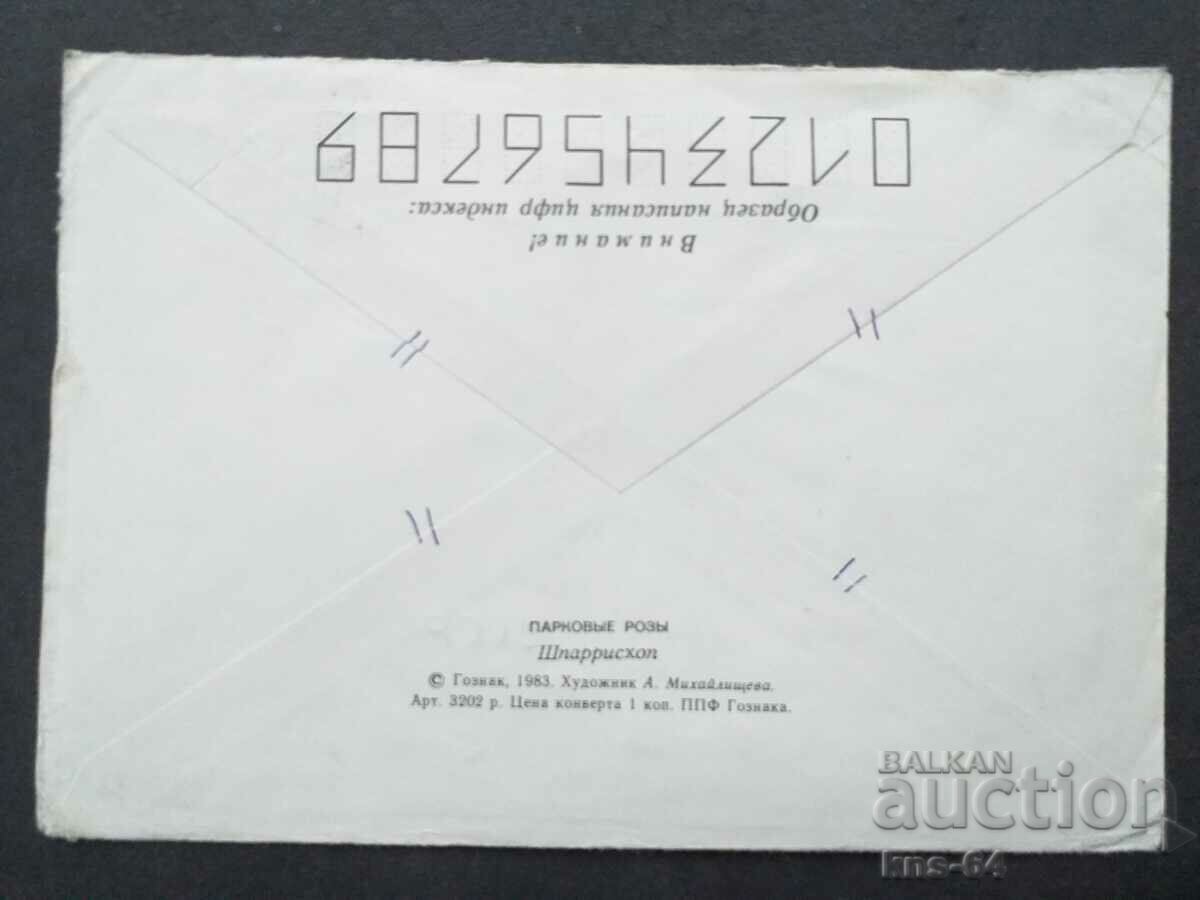 Внимание!
Образец написания цифр индекса:
0123456789
ПАРКОВЫЕ РОЗЫ
Шпаррисхоп
© Гознак, 1983. Художник А. Михайлищева.
Арт. 3202 р. Цена конверта 1 коп. ППФ Гознака.
BALKAN
auction
kns-64